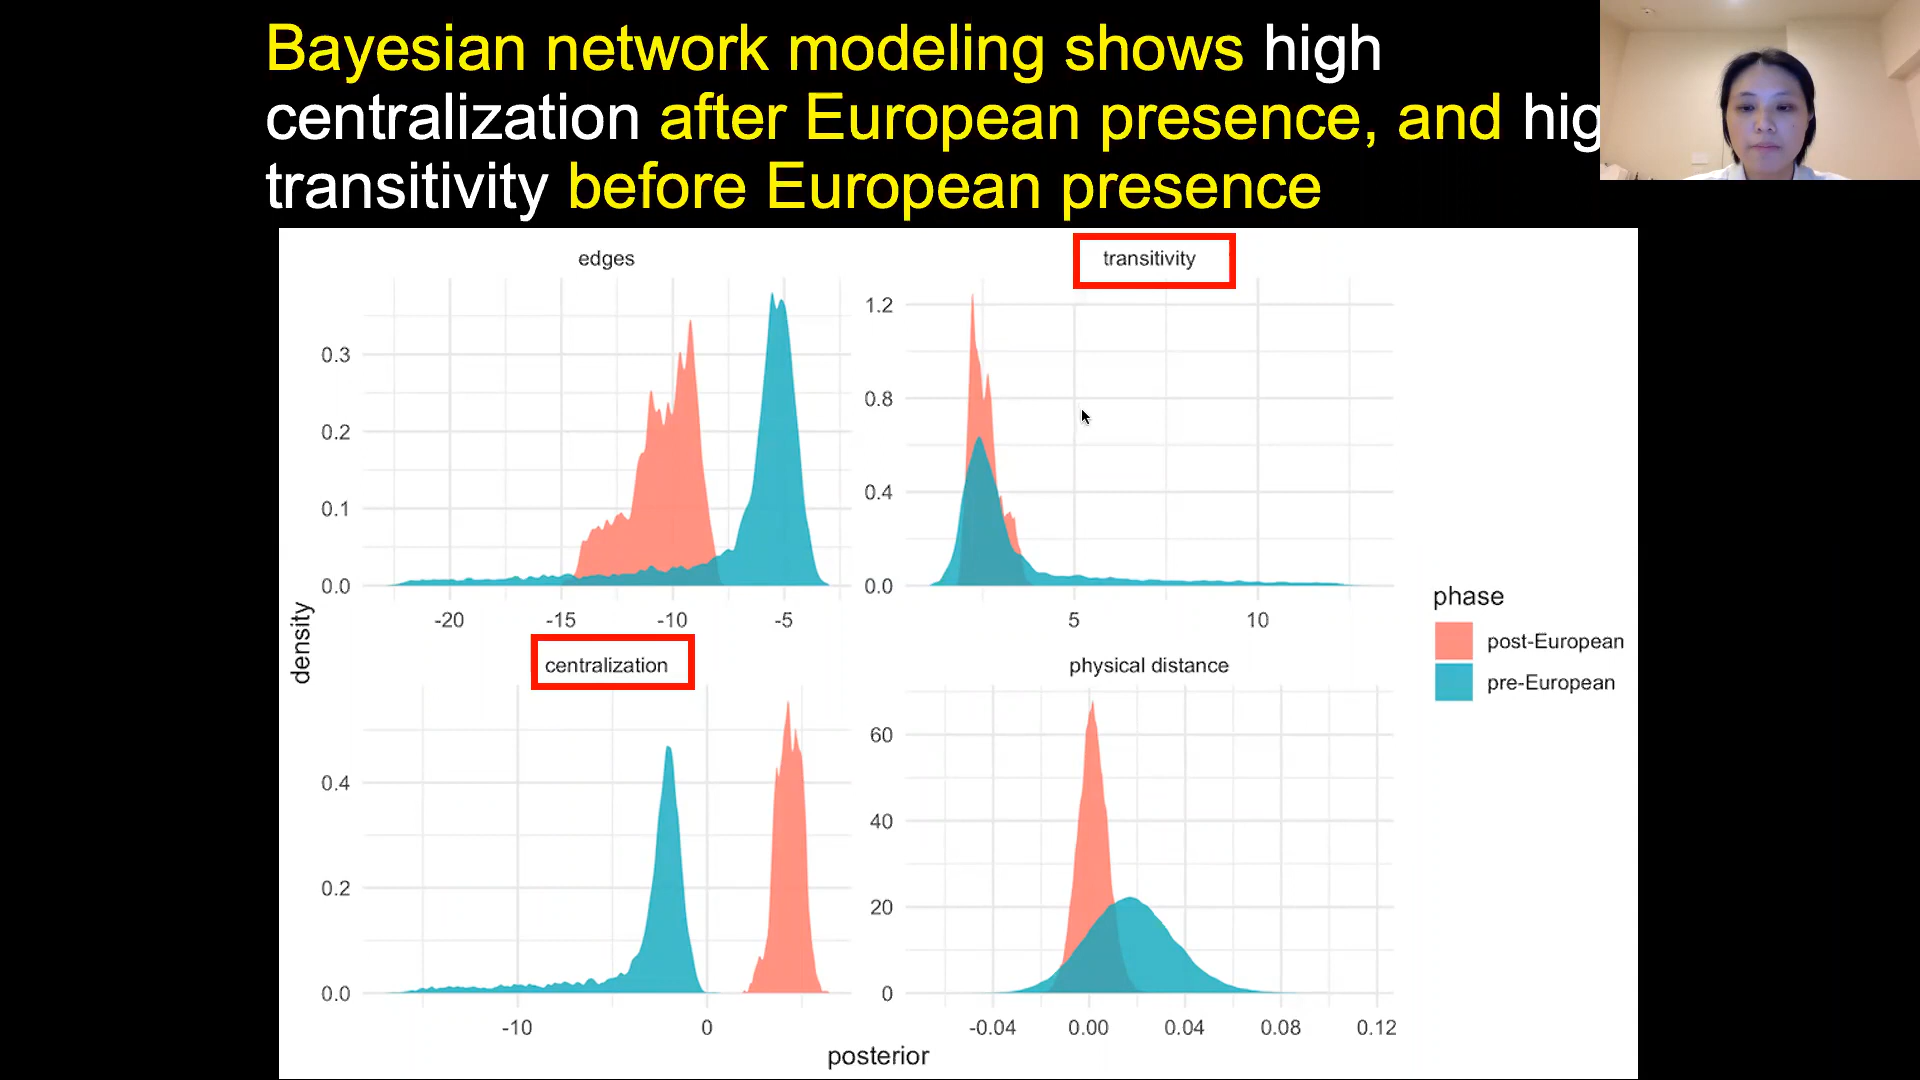 Bayesian network modeling shows high
centralization after European presence, and hig
transitivity before European presence
edges
transitivity
0.3
0.2
0.1
0.0
-20 -15 -10 -5
1.2
0.8
0.4
0.0
5 10
density
centralization
physical distance
0.4
0.2
0.0
-10 0
60
40
20
0
-0.04 0.00 0.04 0.08 0.12
posterior
phase
post-European
pre-European